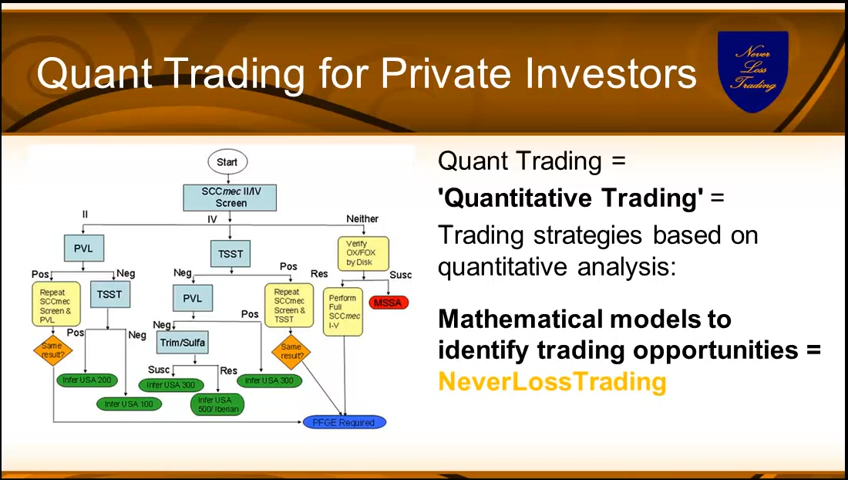 Quant Trading for Private Investors
Never
Loss
Trading
Quant Trading =
'Quantitative Trading' =
Trading strategies based on
quantitative analysis:
Mathematical models to
identify trading opportunities =
NeverLossTrading
Start
SCCmec II/IV
Screen
II
IV
Neither
PVL
TSST
Verify
OX/FOX
by Disk
Pos
Neg
Neg
Pos
Res
Susc
Repeat
SCCmec
Screen &
PVL
TSST
PVL
Repeat
SCCmec
Screen &
TSST
Perform
Full
SCCmec
I-V
MSSA
Pos
Neg
Neg
Pos
Same
result?
Trim/Sulfa
Same
result?
Susc
Res
Infer USA 200
Infer USA 100
Infer USA 300
Infer USA
500/ Iberian
Infer USA 300
PFGE Required